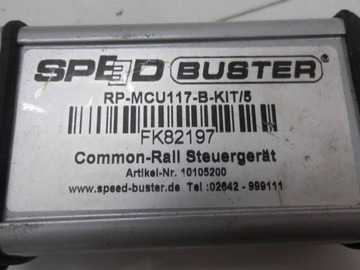 SPEED BUSTER®
RP-MCU117-B-KIT/5
FK82197
Common-Rail Steuergerät
Artikel-Nr. 10105200
www.speed-buster.de Tel :02642 - 999111